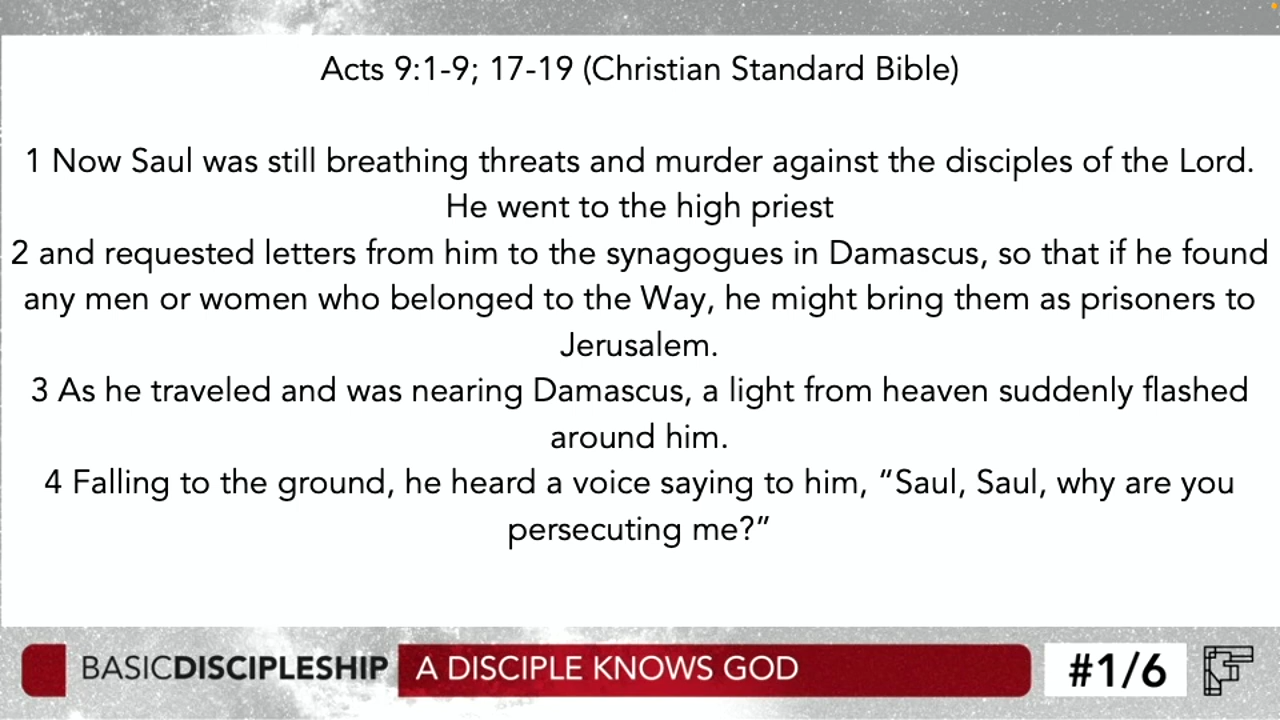 Acts 9:1-9; 17-19 (Christian Standard Bible)
1 Now Saul was still breathing threats and murder against the disciples of the Lord.
He went to the high priest
2 and requested letters from him to the synagogues in Damascus, so that if he found
any men or women who belonged to the Way, he might bring them as prisoners to
Jerusalem.
3 As he traveled and was nearing Damascus, a light from heaven suddenly flashed
around him.
4 Falling to the ground, he heard a voice saying to him, “Saul, Saul, why are you
persecuting me?”
BASICDISCIPLESHIP A DISCIPLE KNOWS GOD #1/6